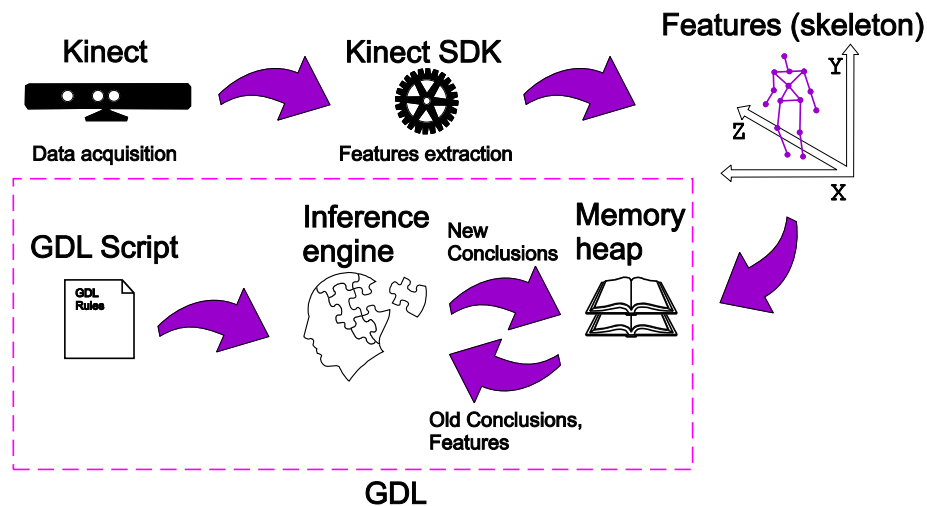 Kinect
Kinect SDK
Features (skeleton)
Y
Z
X
Data acquisition
Features extraction
GDL Script
GDL
Rules
Inference
engine
New
Conclusions
Memory
heap
Old Conclusions,
Features
GDL